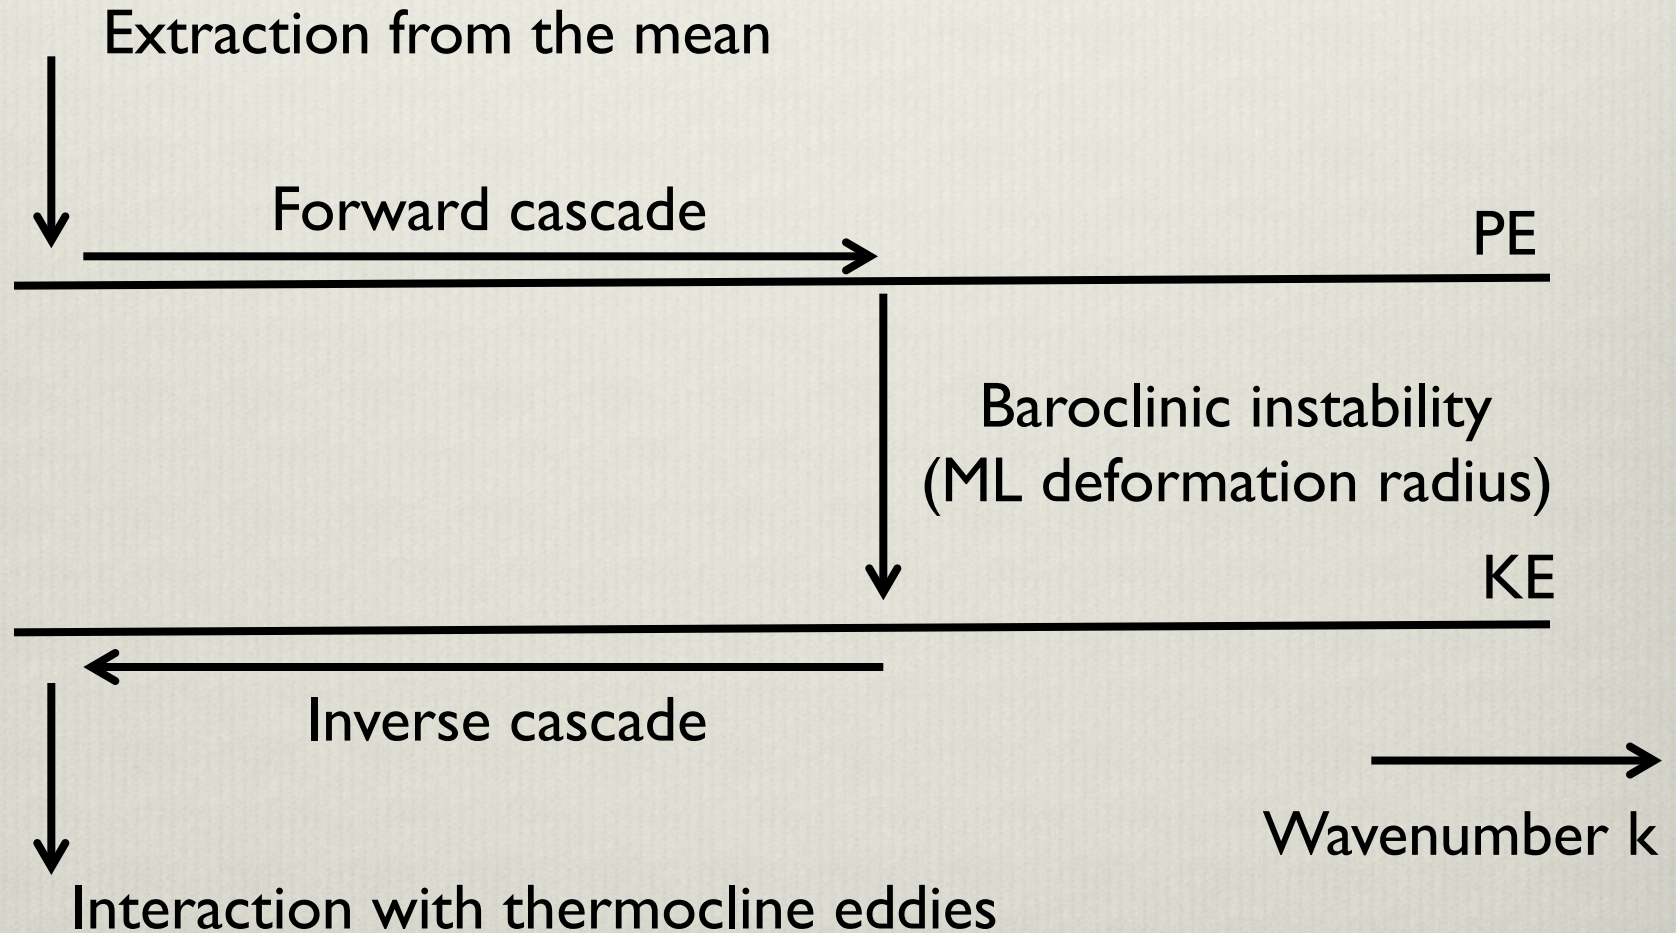 Extraction from the mean
Forward cascade
PE
Baroclinic instability
(ML deformation radius)
KE
Inverse cascade
Wavenumber k
Interaction with thermocline eddies